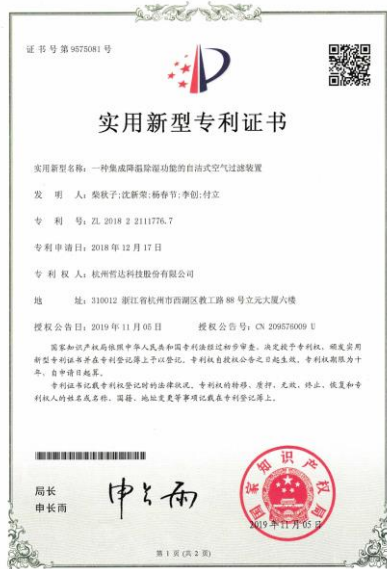 证书号第9575081号
实用新型专利证书
实用新型名称：一种集成降温除湿功能的自洁式空气过滤装置
发明人：柴秋子;沈新荣;杨春节;李创;付立
专利号：ZL 2018 2 2111776.7
专利申请日：2018年12月17日
专利权人：杭州哲达科技股份有限公司
地址：310012 浙江省杭州市西湖区教工路88号立元大厦六楼
授权公告日：2019年11月05日 授权公告号：CN 209576009 U
国家知识产权局依照中华人民共和国专利法经过初步审查，决定授予专利权，颁发实用
新型专利证书并在专利登记簿上予以登记。专利权自授权公告之日起生效。专利权期限为十
年，自申请日起算。
专利证书记载专利权登记时的法律状况。专利权的转移、质押、无效、终止、恢复和专
利权人的姓名或名称、国籍、地址变更等事项记载在专利登记簿上。
局长
申长雨
申长雨
国家知识产权局
2019年11月05日
第1页(共2页)